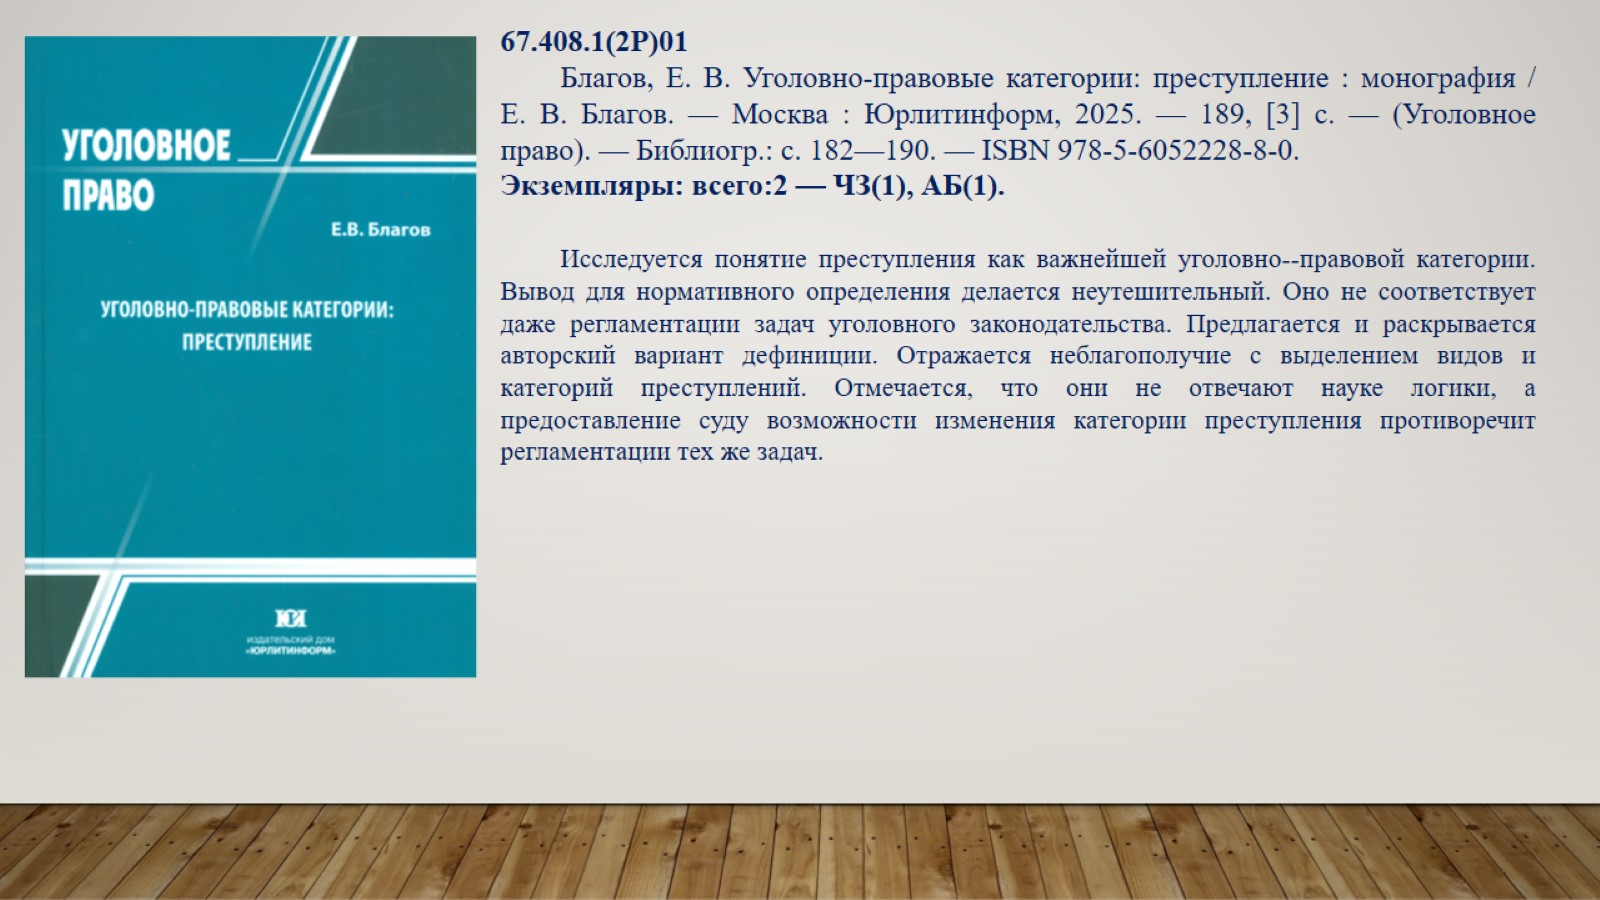 УГОЛОВНОЕ
ПРАВО
Е.В. Благов
УГОЛОВНО-ПРАВОВЫЕ КАТЕГОРИИ:
ПРЕСТУПЛЕНИЕ
ИЗДАТЕЛЬСКИЙ ДОМ
«ЮРЛИТИНФОРМ»
67.408.1(2Р)01
Благов, Е. В. Уголовно-правовые категории: преступление : монография /
Е. В. Благов. — Москва : Юрлитинформ, 2025. — 189, [3] с. — (Уголовное
право). — Библиогр.: с. 182—190. — ISBN 978-5-6052228-8-0.
Экземпляры: всего:2 — ЧЗ(1), АБ(1).
Исследуется понятие преступления как важнейшей уголовно--правовой категории.
Вывод для нормативного определения делается неутешительный. Оно не соответствует
даже регламентации задач уголовного законодательства. Предлагается и раскрывается
авторский вариант дефиниции. Отражается неблагополучие с выделением видов и
категорий преступлений. Отмечается, что они не отвечают науке логики, а
предоставление суду возможности изменения категории преступления противоречит
регламентации тех же задач.